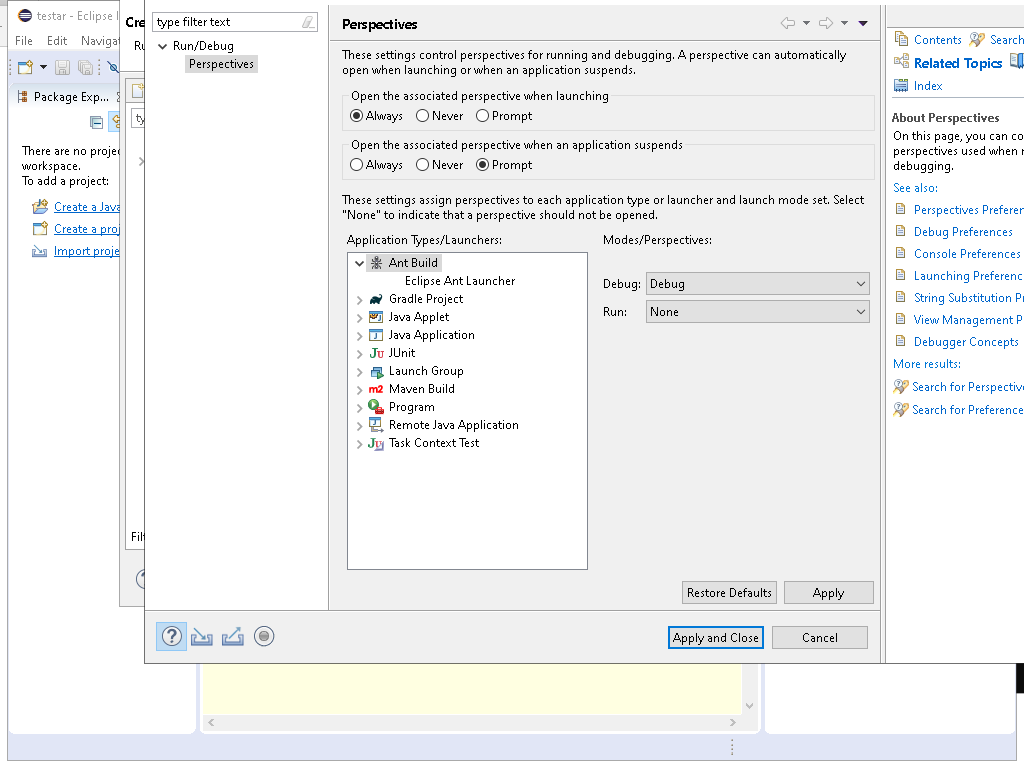 testar - Eclipse I
File Edit Naviga
Package Exp...
There are no proje
workspace.
To add a project:
Create a Java
Create a proj
Import proje
Cre
Ru
ty
Filt
type filter text
Run/Debug
Perspectives
Perspectives
These settings control perspectives for running and debugging. A perspective can automatically
open when launching or when an application suspends.
Open the associated perspective when launching
Always Never Prompt
Open the associated perspective when an application suspends
Always Never Prompt
These settings assign perspectives to each application type or launcher and launch mode set. Select
"None" to indicate that a perspective should not be opened.
Application Types/Launchers:
Ant Build
Eclipse Ant Launcher
Gradle Project
Java Applet
Java Application
JUnit
Launch Group
Maven Build
Program
Remote Java Application
Task Context Test
Modes/Perspectives:
Debug: Debug
Run: None
Restore Defaults Apply
Apply and Close Cancel
Contents Search
Related Topics
Index
About Perspectives
On this page, you can co
perspectives used when r
debugging.
See also:
Perspectives Preferen
Debug Preferences
Console Preferences
Launching Preferenc
String Substitution Pr
View Management P
Debugger Concepts
More results:
Search for Perspective
Search for Preference